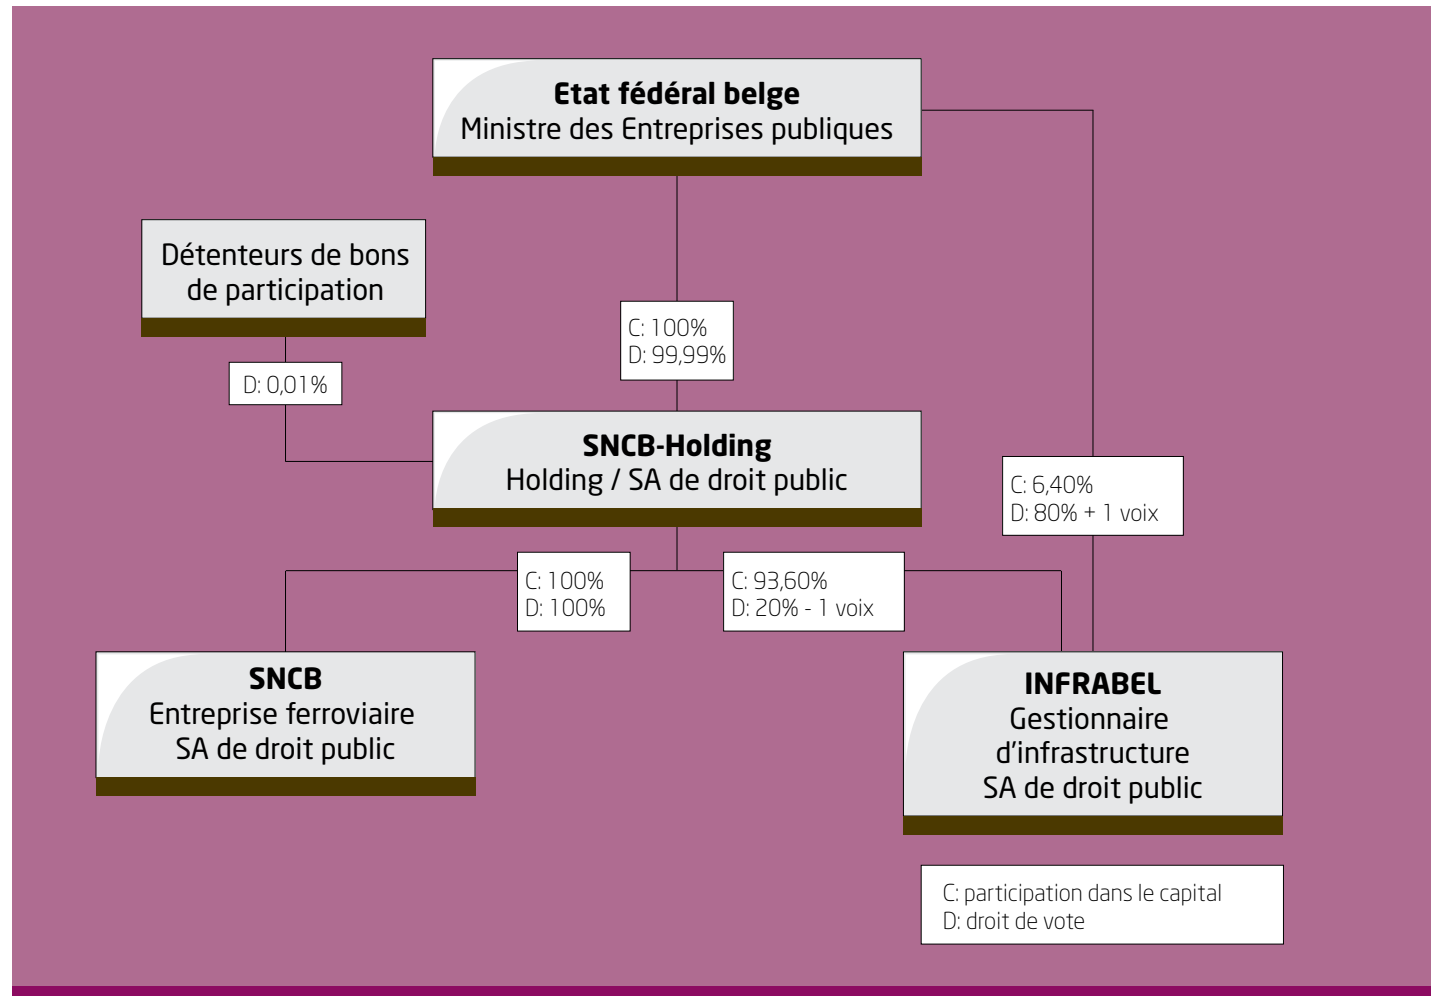 Etat fédéral belge
Ministre des Entreprises publiques
Détenteurs de bons
de participation
C: 100%
D: 99,99%
D: 0,01%
SNCB-Holding
Holding / SA de droit public
C: 6,40%
D: 80% + 1 voix
C: 100%
D: 100%
C: 93,60%
D: 20% - 1 voix
SNCB
Entreprise ferroviaire
SA de droit public
INFRABEL
Gestionnaire
d’infrastructure
SA de droit public
C: participation dans le capital
D: droit de vote